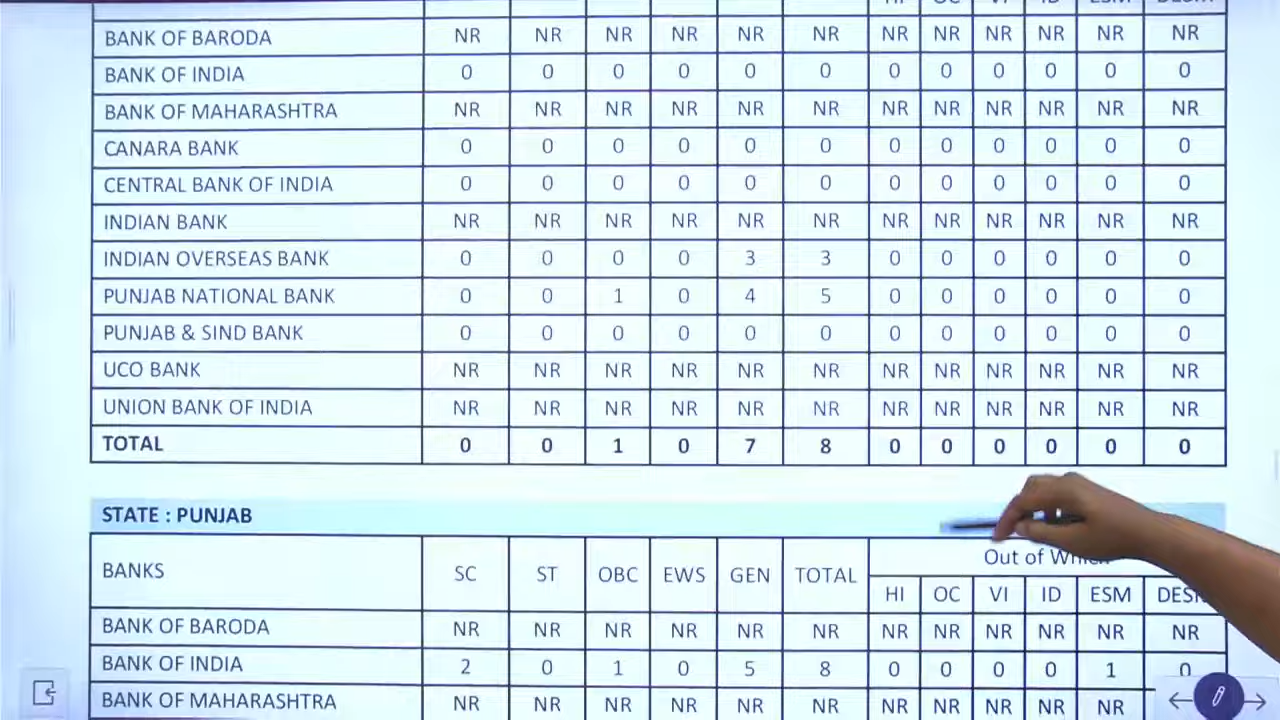 HI OC VI ID ESM DESM
BANK OF BARODA NR NR NR NR NR NR NR NR NR NR NR NR
BANK OF INDIA 0 0 0 0 0 0 0 0 0 0 0 0
BANK OF MAHARASHTRA NR NR NR NR NR NR NR NR NR NR NR NR
CANARA BANK 0 0 0 0 0 0 0 0 0 0 0 0
CENTRAL BANK OF INDIA 0 0 0 0 0 0 0 0 0 0 0 0
INDIAN BANK NR NR NR NR NR NR NR NR NR NR NR NR
INDIAN OVERSEAS BANK 0 0 0 0 3 3 0 0 0 0 0 0
PUNJAB NATIONAL BANK 0 0 1 0 4 5 0 0 0 0 0 0
PUNJAB & SIND BANK 0 0 0 0 0 0 0 0 0 0 0 0
UCO BANK NR NR NR NR NR NR NR NR NR NR NR NR
UNION BANK OF INDIA NR NR NR NR NR NR NR NR NR NR NR NR
TOTAL 0 0 1 0 7 8 0 0 0 0 0 0
STATE : PUNJAB
BANKS SC ST OBC EWS GEN TOTAL Out of Which
HI OC VI ID ESM
BANK OF BARODA NR NR NR NR NR NR NR NR NR NR NR NR
BANK OF INDIA 2 0 1 0 5 8 0 0 0 0 1 0
BANK OF MAHARASHTRA NR NR NR NR NR NR NR NR NR NR NR